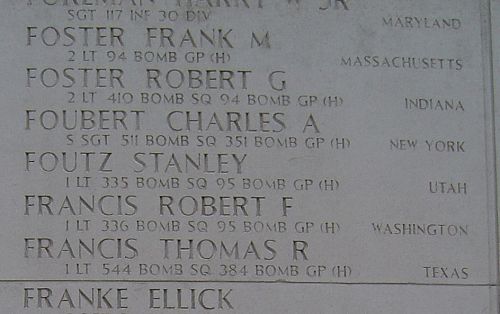 FOREMAN HARRY W JR
SGT 117 INF 30 DIV MARYLAND
FOSTER FRANK M
2 LT 94 BOMB GP (H) MASSACHUSETTS
FOSTER ROBERT G
2 LT 410 BOMB SQ 94 BOMB GP (H) INDIANA
FOUBERT CHARLES A
S SGT 511 BOMB SQ 351 BOMB GP (H) NEW YORK
FOUTZ STANLEY
1 LT 335 BOMB SQ 95 BOMB GP (H) UTAH
FRANCIS ROBERT F
1 LT 336 BOMB SQ 95 BOMB GP (H) WASHINGTON
FRANCIS THOMAS R
1 LT 544 BOMB SQ 384 BOMB GP (H) TEXAS
FRANKE ELLICK